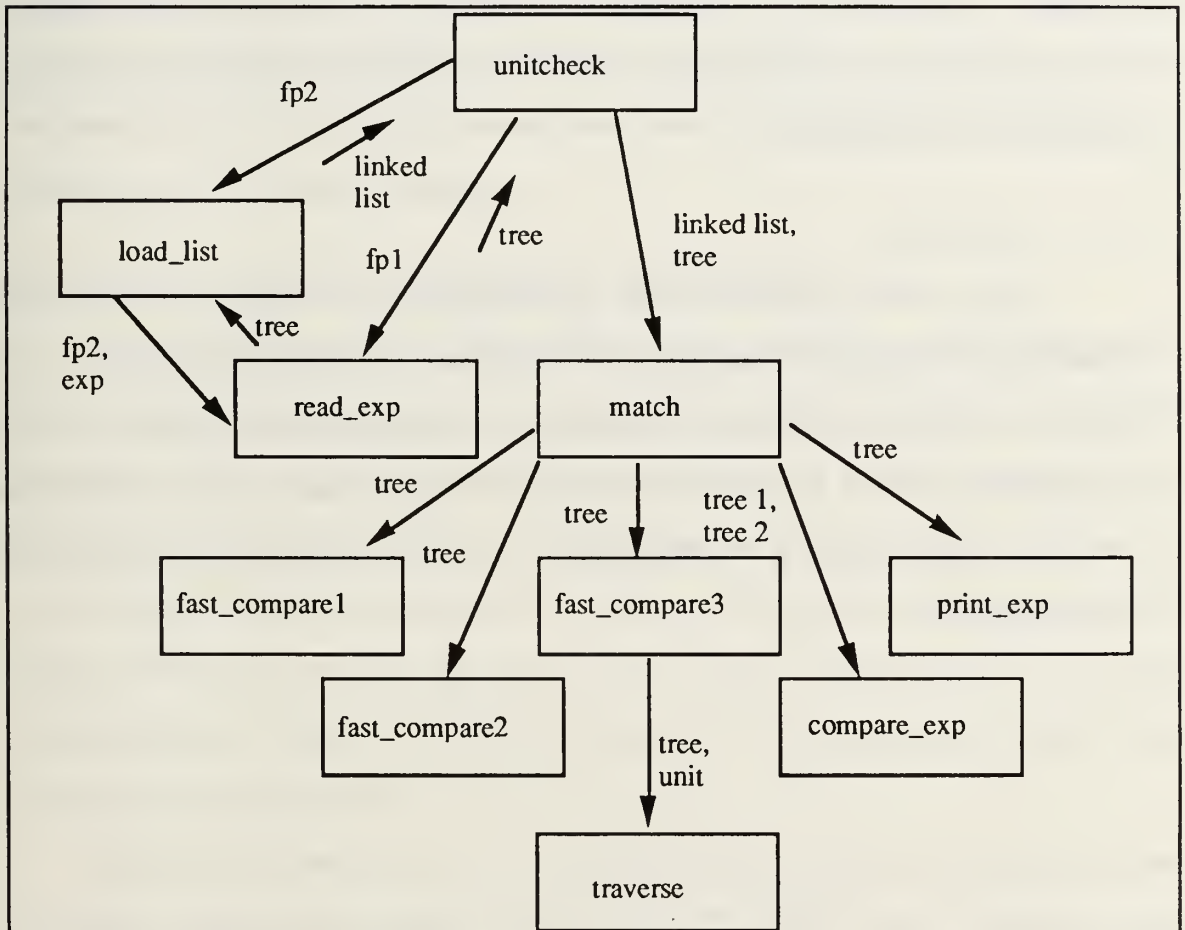 unitcheck
fp2
linked
list
load_list
fp1
tree
linked list,
tree
tree
fp2,
exp
read_exp
match
tree
tree
tree
tree 1,
tree 2
tree
fast_compare1
fast_compare3
print_exp
fast_compare2
compare_exp
tree,
unit
traverse